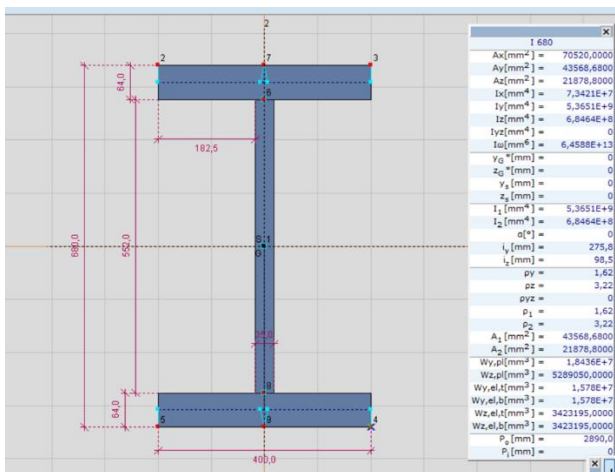 2
2
7
3
64,0
6
182,5
I 680
Ax[mm²] = 70520,0000
Ay[mm²] = 43568,6800
Az[mm²] = 21878,8000
Ix[mm⁴] = 7,3421E+7
Iy[mm⁴] = 5,3651E+9
Iz[mm⁴] = 6,8464E+8
Iyz[mm⁴] = 0
Iω[mm⁶] = 6,4588E+13
yG *[mm] = 0
zG *[mm] = 0
ys [mm] = 0
zs [mm] = 0
I1 [mm⁴] = 5,3651E+9
I2 [mm⁴] = 6,8464E+8
α[°] = 0
iy [mm] = 275,8
iz [mm] = 98,5
ρy = 1,62
ρz = 3,22
ρyz = 0
ρ1 = 1,62
ρ2 = 3,22
A1 [mm²] = 43568,6800
A2 [mm²] = 21878,8000
Wy,pl[mm³] = 1,8436E+7
Wz,pl[mm³] = 5289050,0000
Wy,el,t[mm³] = 1,578E+7
Wy,el,b[mm³] = 1,578E+7
Wz,el,t[mm³] = 3423195,0000
Wz,el,b[mm³] = 3423195,0000
Po [mm] = 2890,0
Pi [mm] = 0
680,0
552,0
S 1
G
35,0
8
64,0
5
9
4
400,0